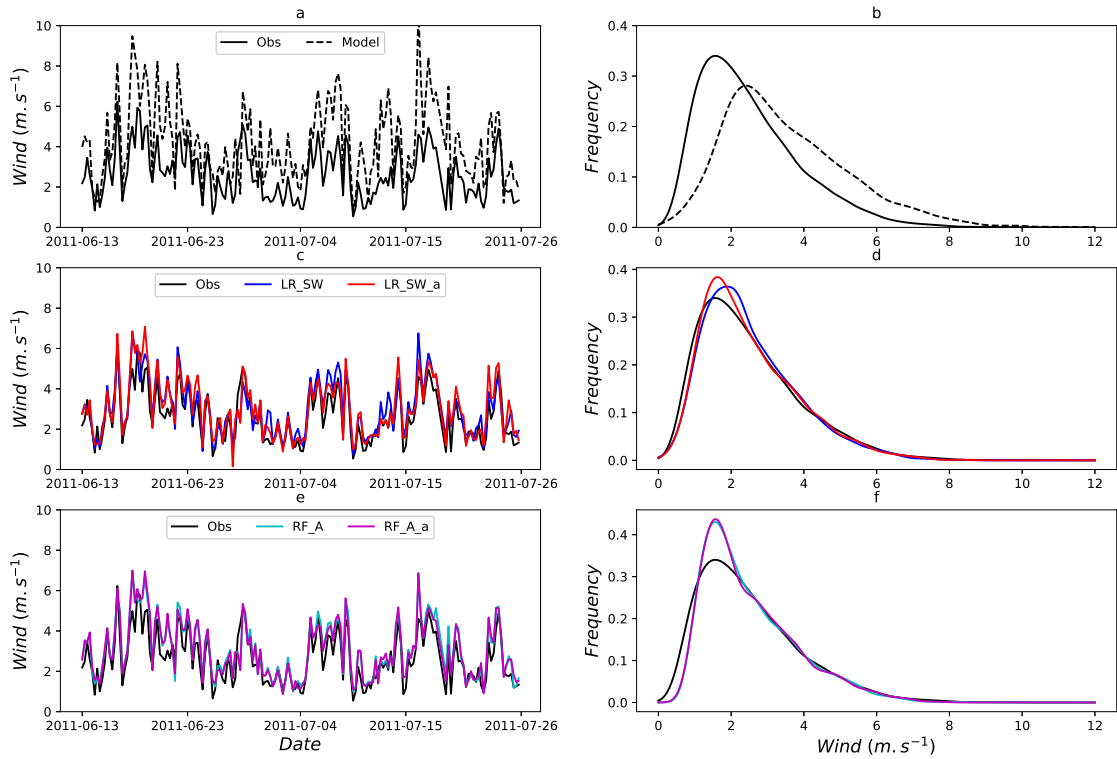 a
Wind (m.s⁻¹)
10
8
6
4
2
0
Obs Model
2011-06-13 2011-06-23 2011-07-04 2011-07-15 2011-07-26
b
Frequency
0.4
0.3
0.2
0.1
0.0
0 2 4 6 8 10 12
c
Wind (m.s⁻¹)
10
8
6
4
2
0
Obs LR_SW LR_SW_a
2011-06-13 2011-06-23 2011-07-04 2011-07-15 2011-07-26
d
Frequency
0.4
0.3
0.2
0.1
0.0
0 2 4 6 8 10 12
e
Wind (m.s⁻¹)
10
8
6
4
2
0
Obs RF_A RF_A_a
2011-06-13 2011-06-23 2011-07-04 2011-07-15 2011-07-26
Date
f
Frequency
0.4
0.3
0.2
0.1
0.0
0 2 4 6 8 10 12
Wind (m.s⁻¹)